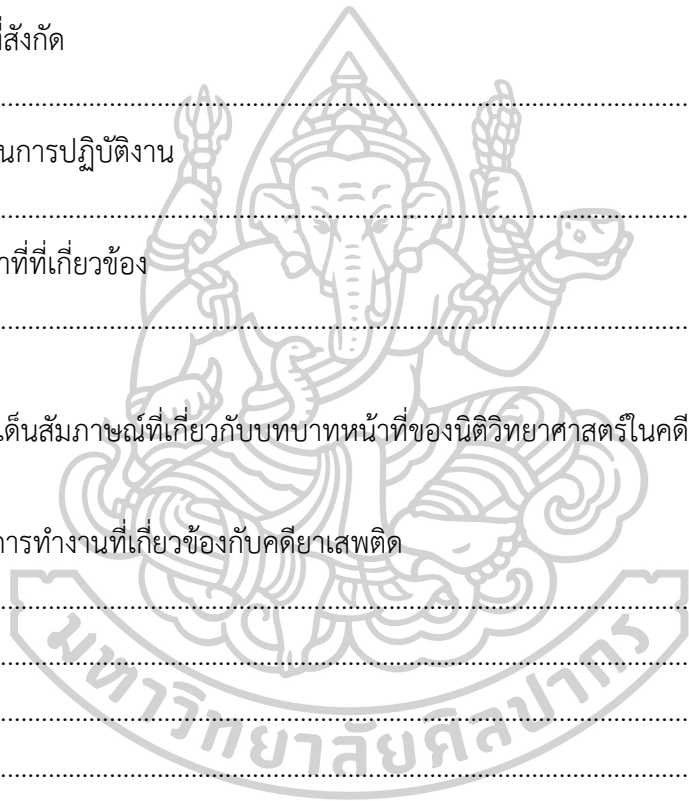 ี่สังกัด
....................................................................................................
นการปฏิบัติงาน
....................................................................................................
าที่ที่เกี่ยวข้อง
....................................................................................................
เด็นสัมภาษณ์ที่เกี่ยวกับบทบาทหน้าที่ของนิติวิทยาศาสตร์ในคดี
การทำงานที่เกี่ยวข้องกับคดียาเสพติด
....................................................................................................
....................................................................................................
....................................................................................................
....................................................................................................
มหาวิทยาลัยศิลปากร